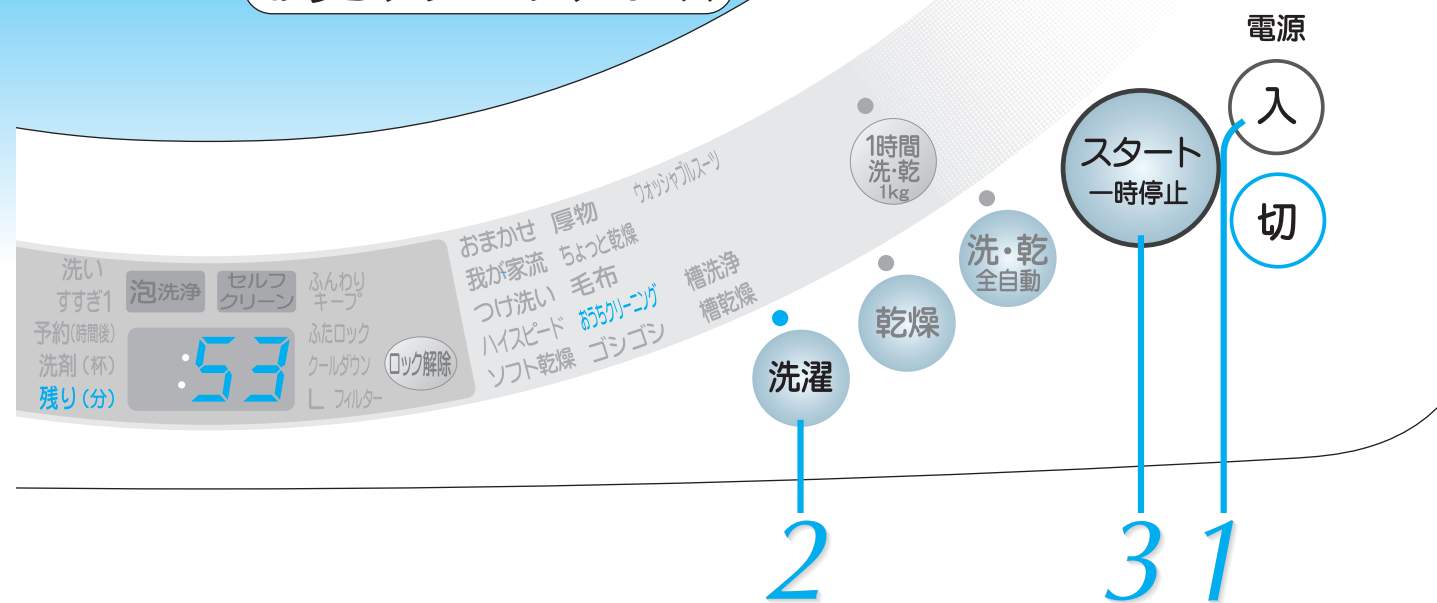 電源
入
切
スタート
一時停止
1時間
洗・乾
1kg
洗・乾
全自動
乾燥
洗濯
ウオッシャブルスーツ
おまかせ 厚物
我が家流 ちょっと乾燥
つけ洗い 毛布 槽洗浄
ハイスピード おうちクリーニング 槽乾燥
ソフト乾燥 ゴシゴシ
洗い
すすぎ1
予約(時間後)
洗剤(杯)
残り(分)
泡洗浄
セルフ
クリーン
:53
ふんわり
キープ
ふたロック
クールダウン
L フィルター
ロック解除
2
3
1